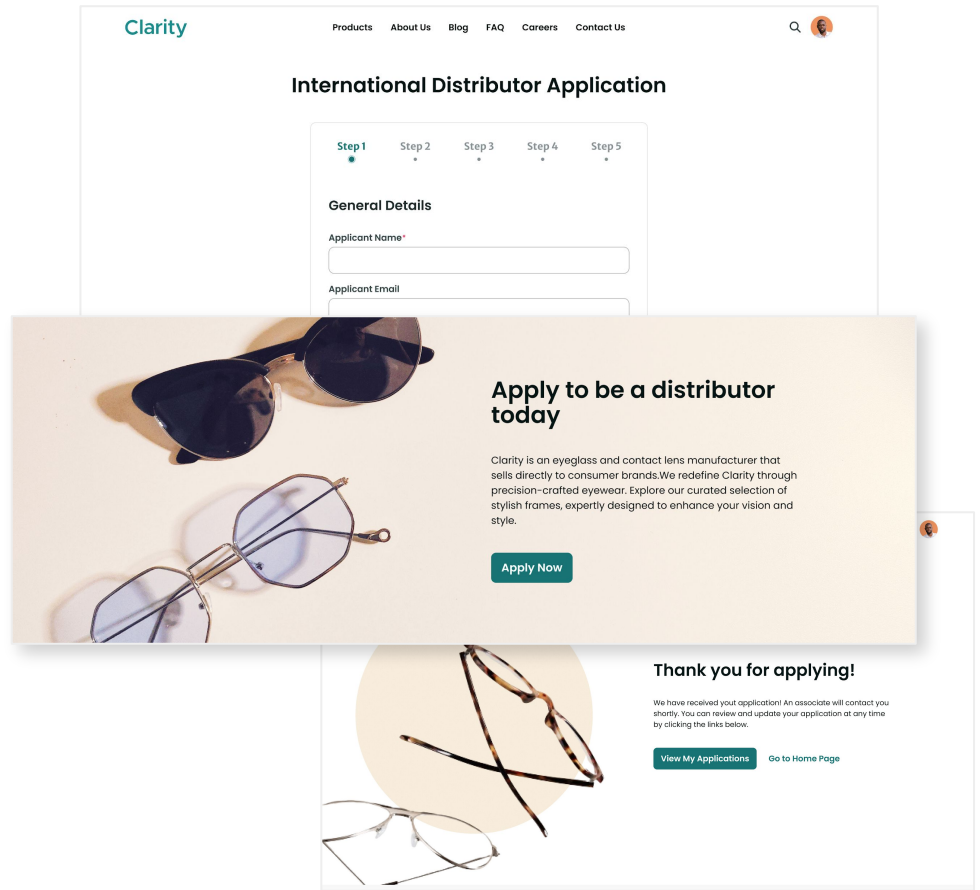 Clarity
Products About Us Blog FAQ Careers Contact Us
International Distributor Application
Step 1 Step 2 Step 3 Step 4 Step 5
General Details
Applicant Name*
Applicant Email
Apply to be a distributor
today
Clarity is an eyeglass and contact lens manufacturer that
sells directly to consumer brands.We redefine Clarity through
precision-crafted eyewear. Explore our curated selection of
stylish frames, expertly designed to enhance your vision and
style.
Apply Now
Thank you for applying!
We have received yout application! An associate will contact you
shortly. You can review and update your application at any time
by clicking the links below.
View My Applications Go to Home Page